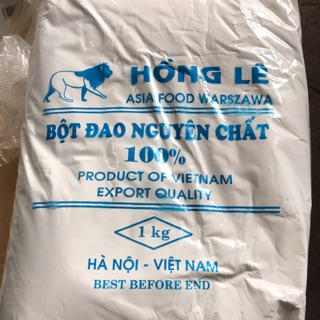 HỒNG LÊ
ASIA FOOD WARSZAWA
BỘT ĐAO NGUYÊN CHẤT
100%
PRODUCT OF VIETNAM
EXPORT QUALITY
1 kg
HÀ NỘI - VIỆT NAM
BEST BEFORE END